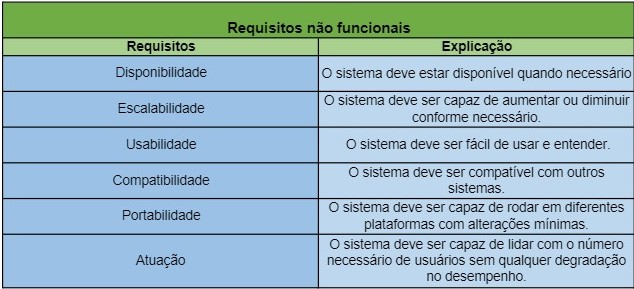 Requisitos não funcionais
Requisitos Explicação
Disponibilidade O sistema deve estar disponível quando necessário
Escalabilidade O sistema deve ser capaz de aumentar ou diminuir
conforme necessário.
Usabilidade O sistema deve ser fácil de usar e entender.
Compatibilidade O sistema deve ser compatível com outros
sistemas.
Portabilidade O sistema deve ser capaz de rodar em diferentes
plataformas com alterações mínimas.
Atuação O sistema deve ser capaz de lidar com o número
necessário de usuários sem qualquer degradação
no desempenho.